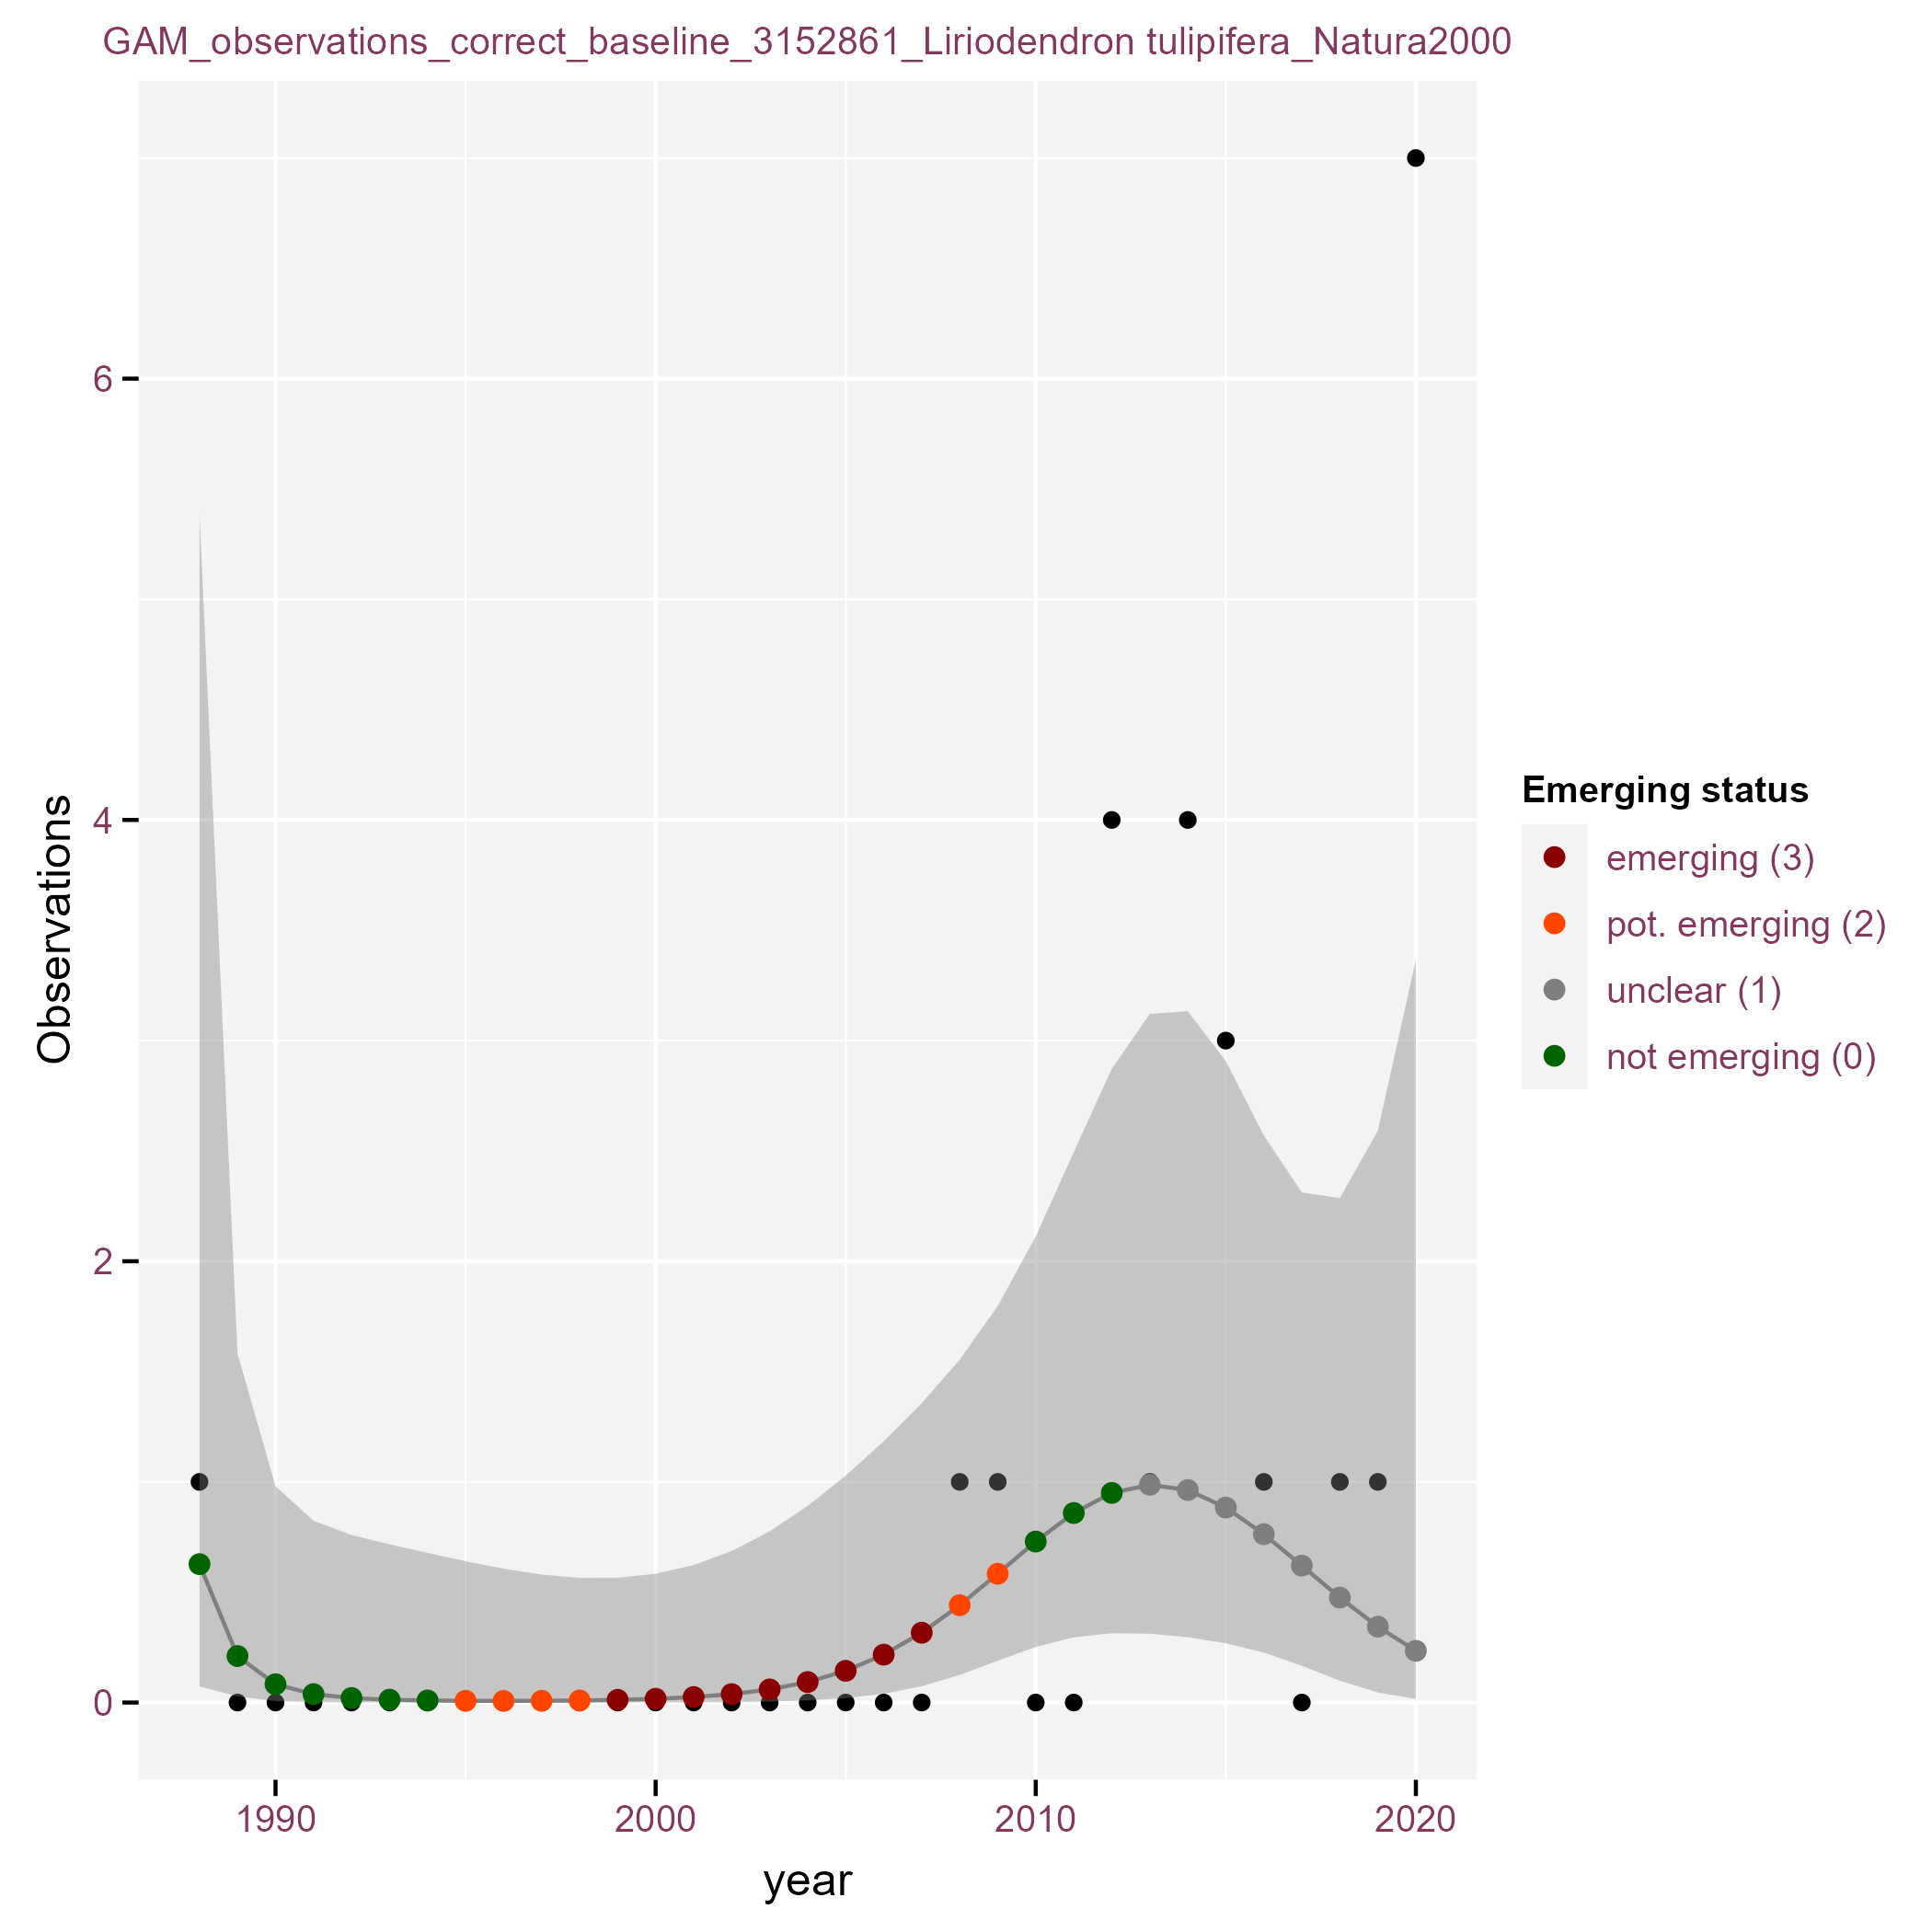 GAM_observations_correct_baseline_3152861_Liriodendron tulipifera_Natura2000
Observations
6
4
2
0
1990
2000
2010
2020
year
Emerging status
emerging (3)
pot. emerging (2)
unclear (1)
not emerging (0)